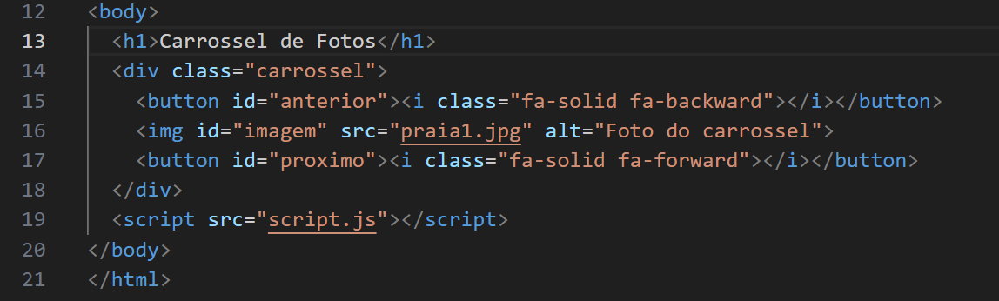 12 <body>
13 <h1>Carrossel de Fotos</h1>
14 <div class="carrossel">
15 <button id="anterior"><i class="fa-solid fa-backward"></i></button>
16 <img id="imagem" src="praia1.jpg" alt="Foto do carrossel">
17 <button id="proximo"><i class="fa-solid fa-forward"></i></button>
18 </div>
19 <script src="script.js"></script>
20 </body>
21 </html>